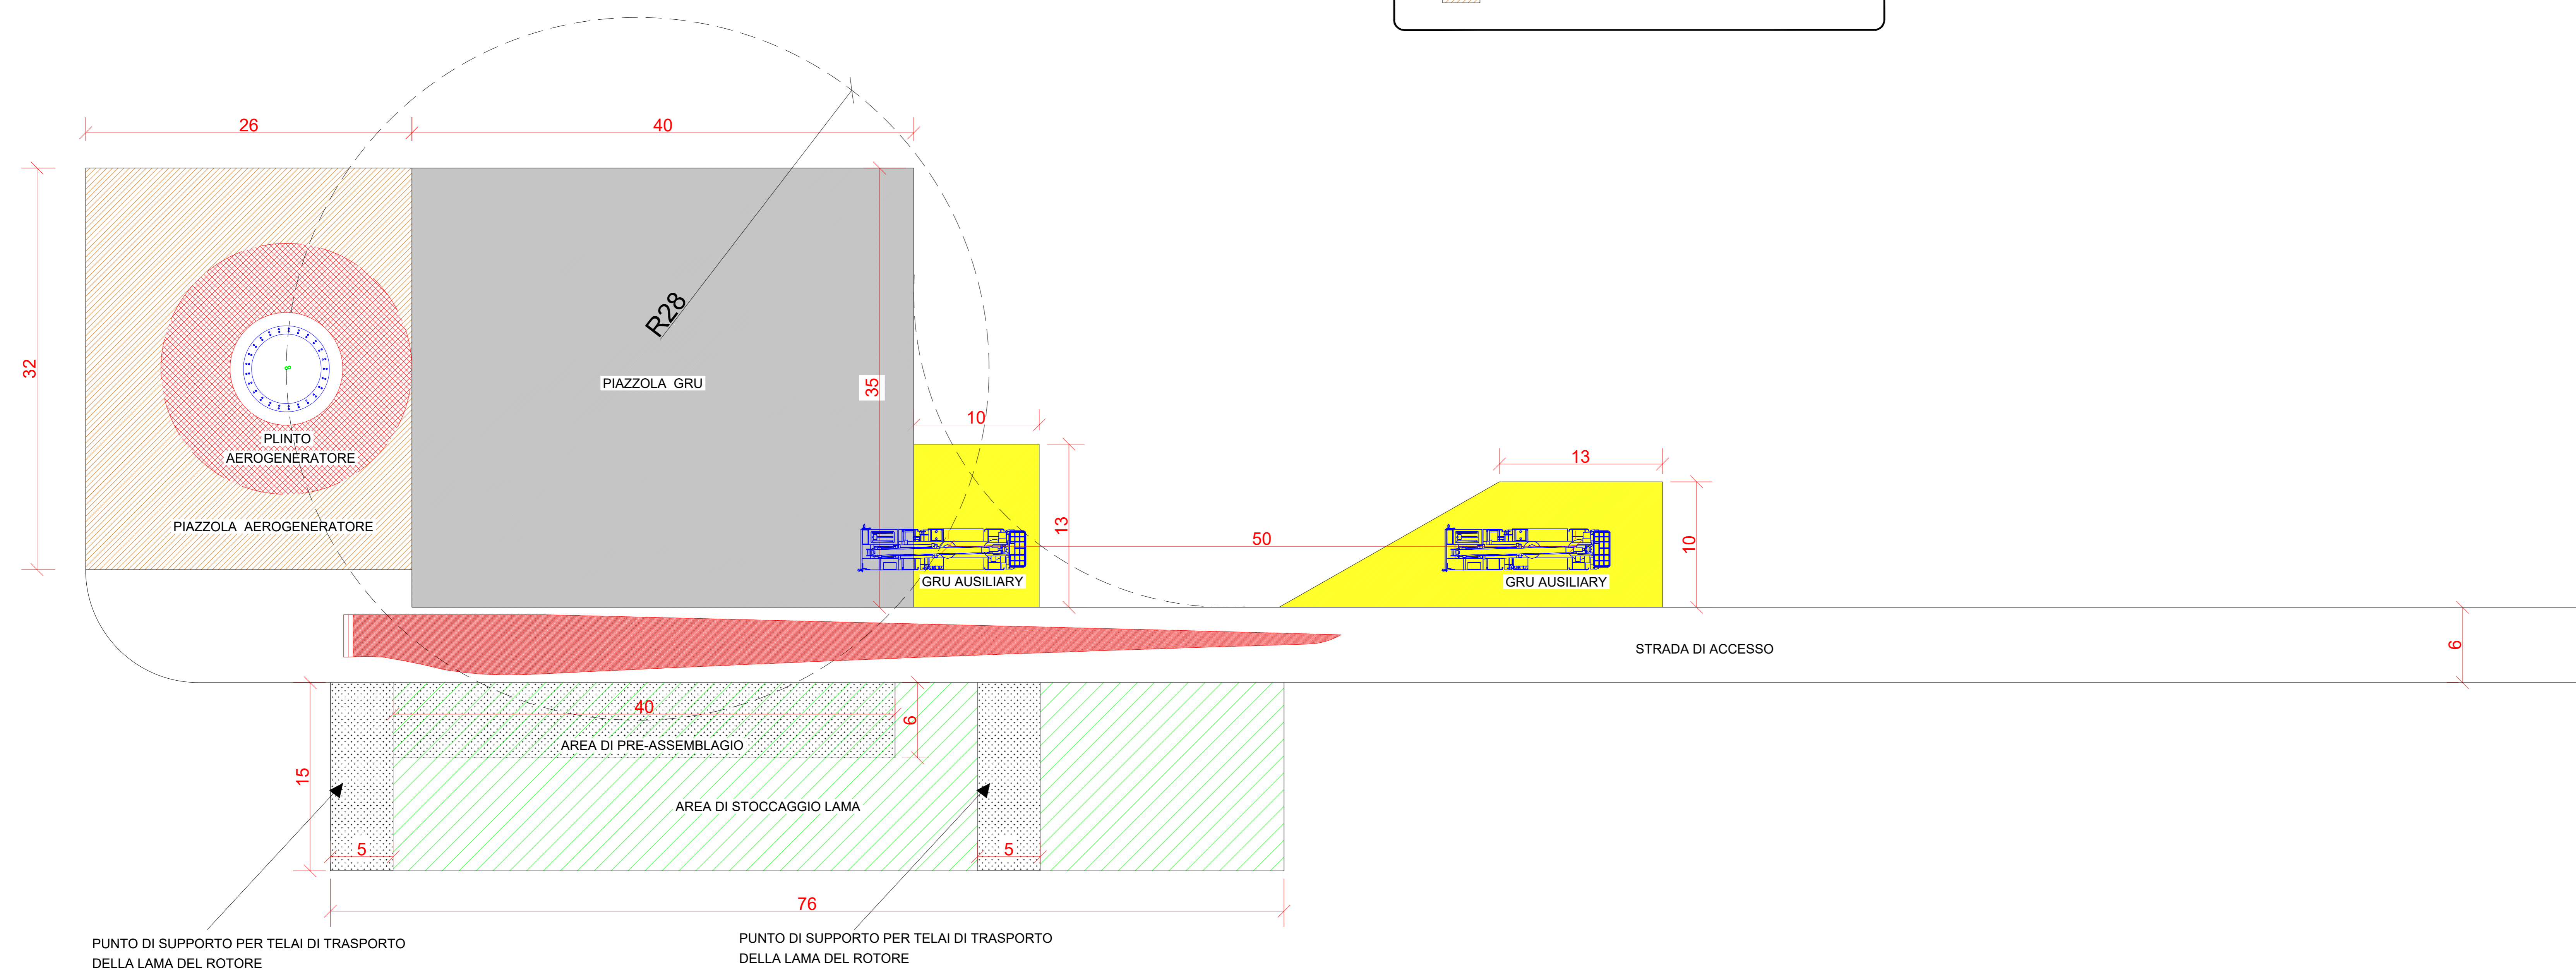 26
40
R28
32
35
PIAZZOLA GRU
10
PLINTO
AEROGENERATORE
13
10
13
50
PIAZZOLA AEROGENERATORE
GRU AUSILIARY
GRU AUSILIARY
STRADA DI ACCESSO
6
40
6
AREA DI PRE-ASSEMBLAGIO
15
AREA DI STOCCAGGIO LAMA
5
5
76
PUNTO DI SUPPORTO PER TELAI DI TRASPORTO
DELLA LAMA DEL ROTORE
PUNTO DI SUPPORTO PER TELAI DI TRASPORTO
DELLA LAMA DEL ROTORE